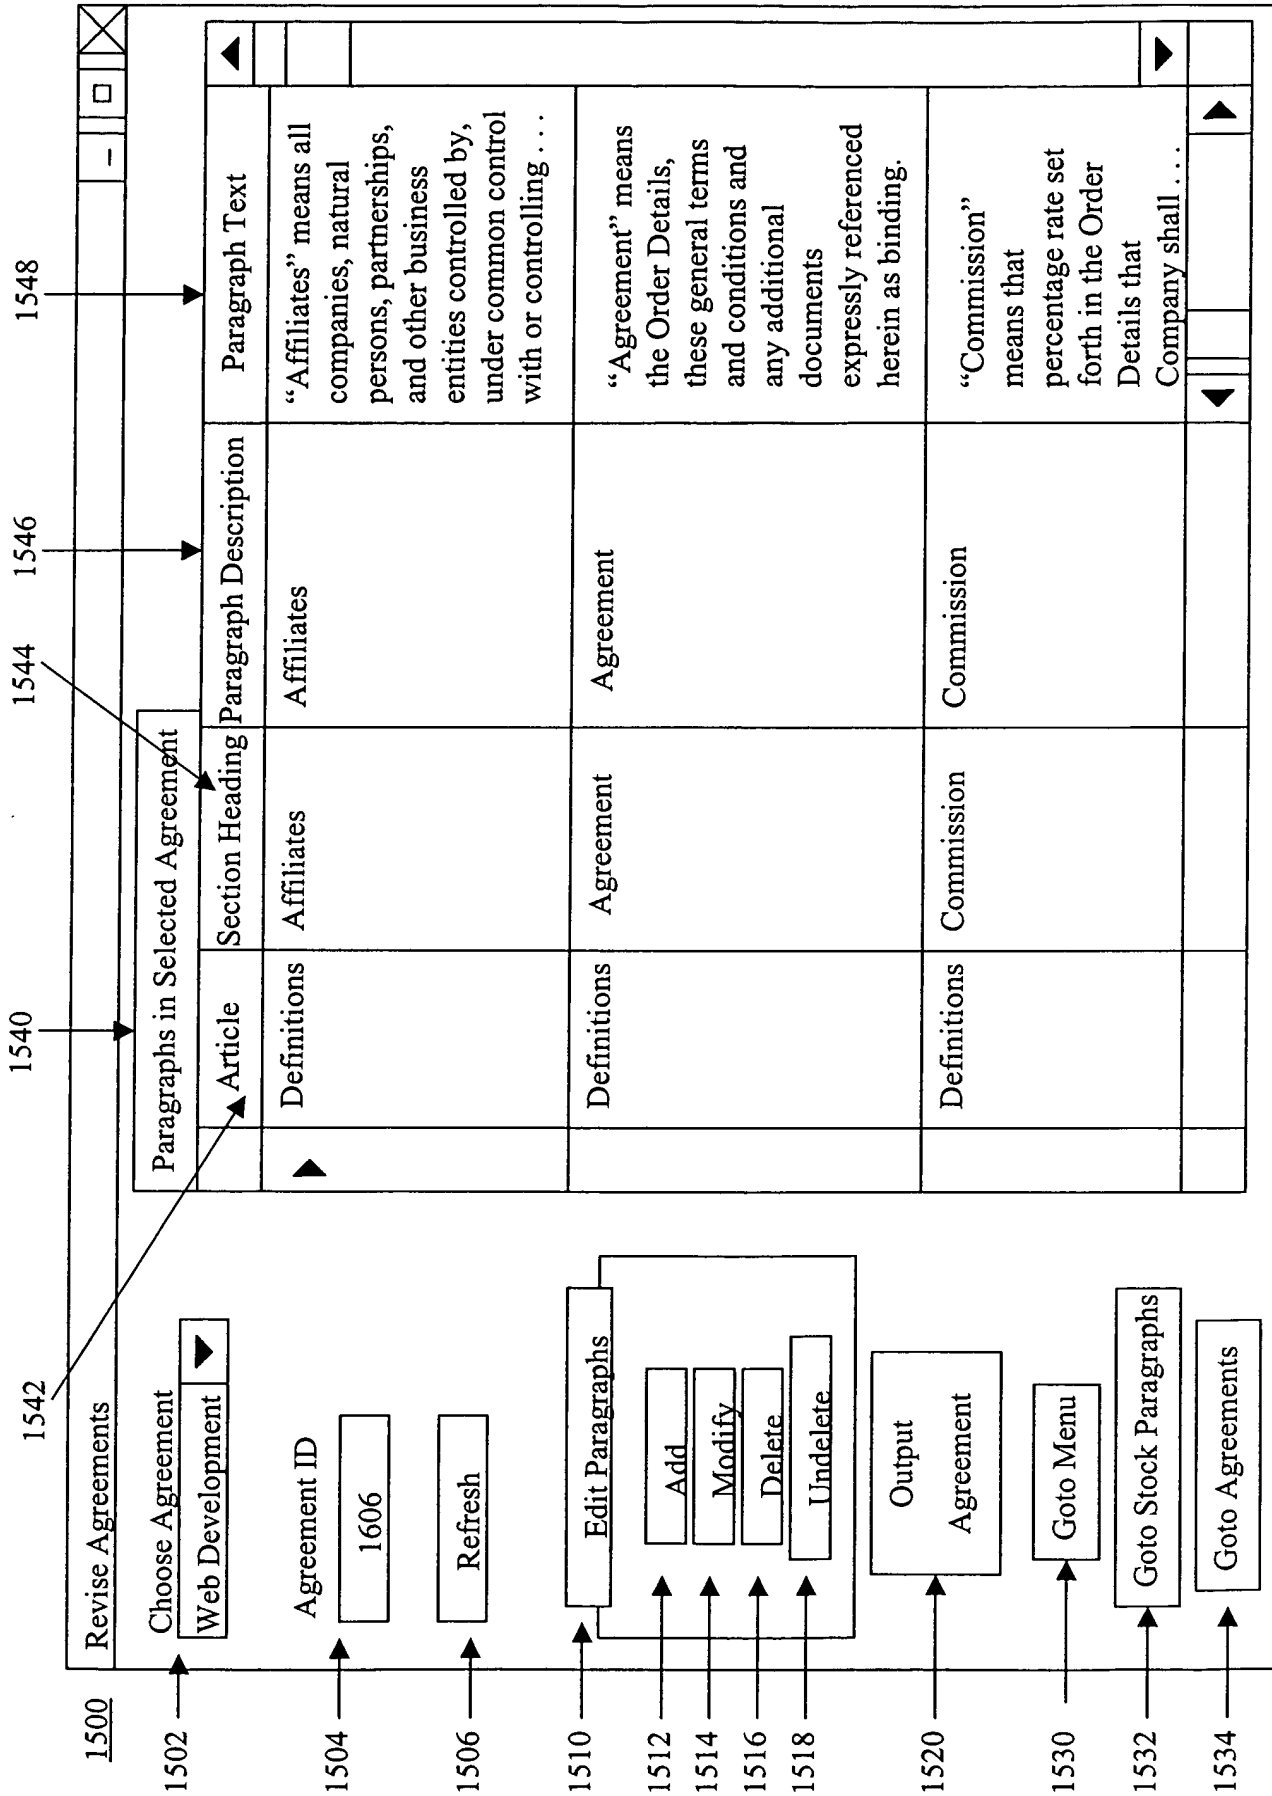 1500
Revise Agreements
1502
Choose Agreement
Web Development
1504
Agreement ID
1606
1506
Refresh
1510
Edit Paragraphs
1512
Add
1514
Modify
1516
Delete
1518
Undelete
1520
Output
Agreement
1530
Goto Menu
1532
Goto Stock Paragraphs
1534
Goto Agreements
1542
1540
1544
1546
1548
Paragraphs in Selected Agreement
Article
Section Heading
Paragraph Description
Paragraph Text
Definitions
Affiliates
Affiliates
“Affiliates” means all
companies, natural
persons, partnerships,
and other business
entities controlled by,
under common control
with or controlling . . .
Definitions
Agreement
Agreement
“Agreement” means
the Order Details,
these general terms
and conditions and
any additional
documents
expressly referenced
herein as binding.
Definitions
Commission
Commission
“Commission”
means that
percentage rate set
forth in the Order
Details that
Company shall . . .